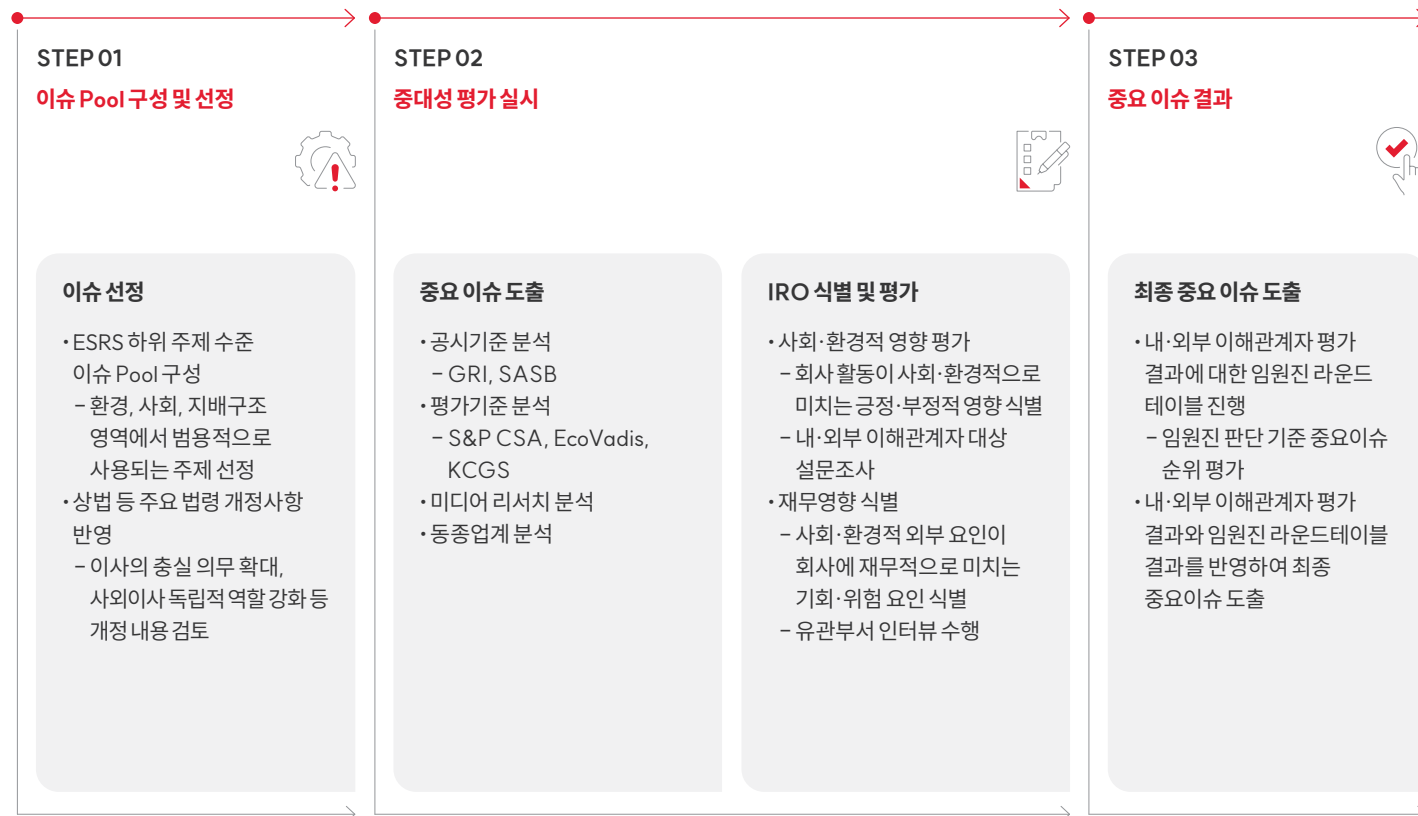 STEP 01
이슈 Pool 구성 및 선정
이슈 선정
·ESRS 하위 주제 수준
이슈 Pool 구성
– 환경, 사회, 지배구조
영역에서 범용적으로
사용되는 주제 선정
·상법 등 주요 법령 개정사항
반영
– 이사의 충실 의무 확대,
사외이사 독립적 역할 강화 등
개정 내용 검토
STEP 02
중대성 평가 실시
중요 이슈 도출
·공시기준 분석
– GRI, SASB
·평가기준 분석
– S&P CSA, EcoVadis,
KCGS
·미디어 리서치 분석
·동종업계 분석
IRO 식별 및 평가
·사회·환경적 영향 평가
– 회사 활동이 사회·환경적으로
미치는 긍정·부정적 영향 식별
– 내·외부 이해관계자 대상
설문조사
·재무영향 식별
– 사회·환경적 외부 요인이
회사에 재무적으로 미치는
기회·위험 요인 식별
– 유관부서 인터뷰 수행
STEP 03
중요 이슈 결과
최종 중요 이슈 도출
·내·외부 이해관계자 평가
결과에 대한 임원진 라운드
테이블 진행
– 임원진 판단 기준 중요이슈
순위 평가
·내·외부 이해관계자 평가
결과와 임원진 라운드테이블
결과를 반영하여 최종
중요이슈 도출